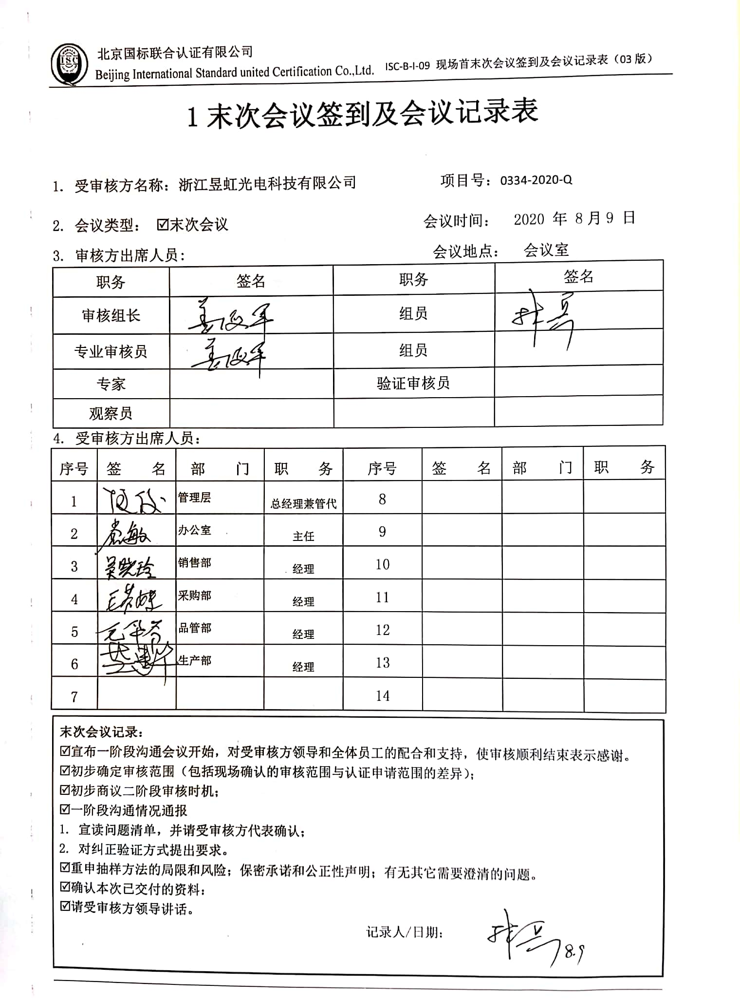 ISC
北京国标联合认证有限公司
Beijing International Standard united Certification Co.,Ltd. ISC-B-I-09 现场首末次会议签到及会议记录表（03 版）
1 末次会议签到及会议记录表
1. 受审核方名称：浙江昱虹光电科技有限公司 项目号：0334-2020-Q
2. 会议类型： ☑末次会议 会议时间： 2020 年 8 月 9 日
3. 审核方出席人员： 会议地点： 会议室
职务 签名 职务 签名
审核组长 组员
专业审核员 组员
专家 验证审核员
观察员
4. 受审核方出席人员：
序号 签 名 部 门 职 务 序号 签 名 部 门 职 务
1 管理层 总经理兼管代 8
2 办公室 主任 9
3 吴晓玲 销售部 经理 10
4 采购部 经理 11
5 品管部 经理 12
6 生产部 经理 13
7 14
末次会议记录：
☑宣布一阶段沟通会议开始，对受审核方领导和全体员工的配合和支持，使审核顺利结束表示感谢。
☑初步确定审核范围（包括现场确认的审核范围与认证申请范围的差异）；
☑初步商议二阶段审核时机；
☑一阶段沟通情况通报
1. 宣读问题清单，并请受审核方代表确认；
2. 对纠正验证方式提出要求。
☑重申抽样方法的局限和风险；保密承诺和公正性声明；有无其它需要澄清的问题。
☑确认本次已交付的资料：
☑请受审核方领导讲话。
记录人/日期： 8.9